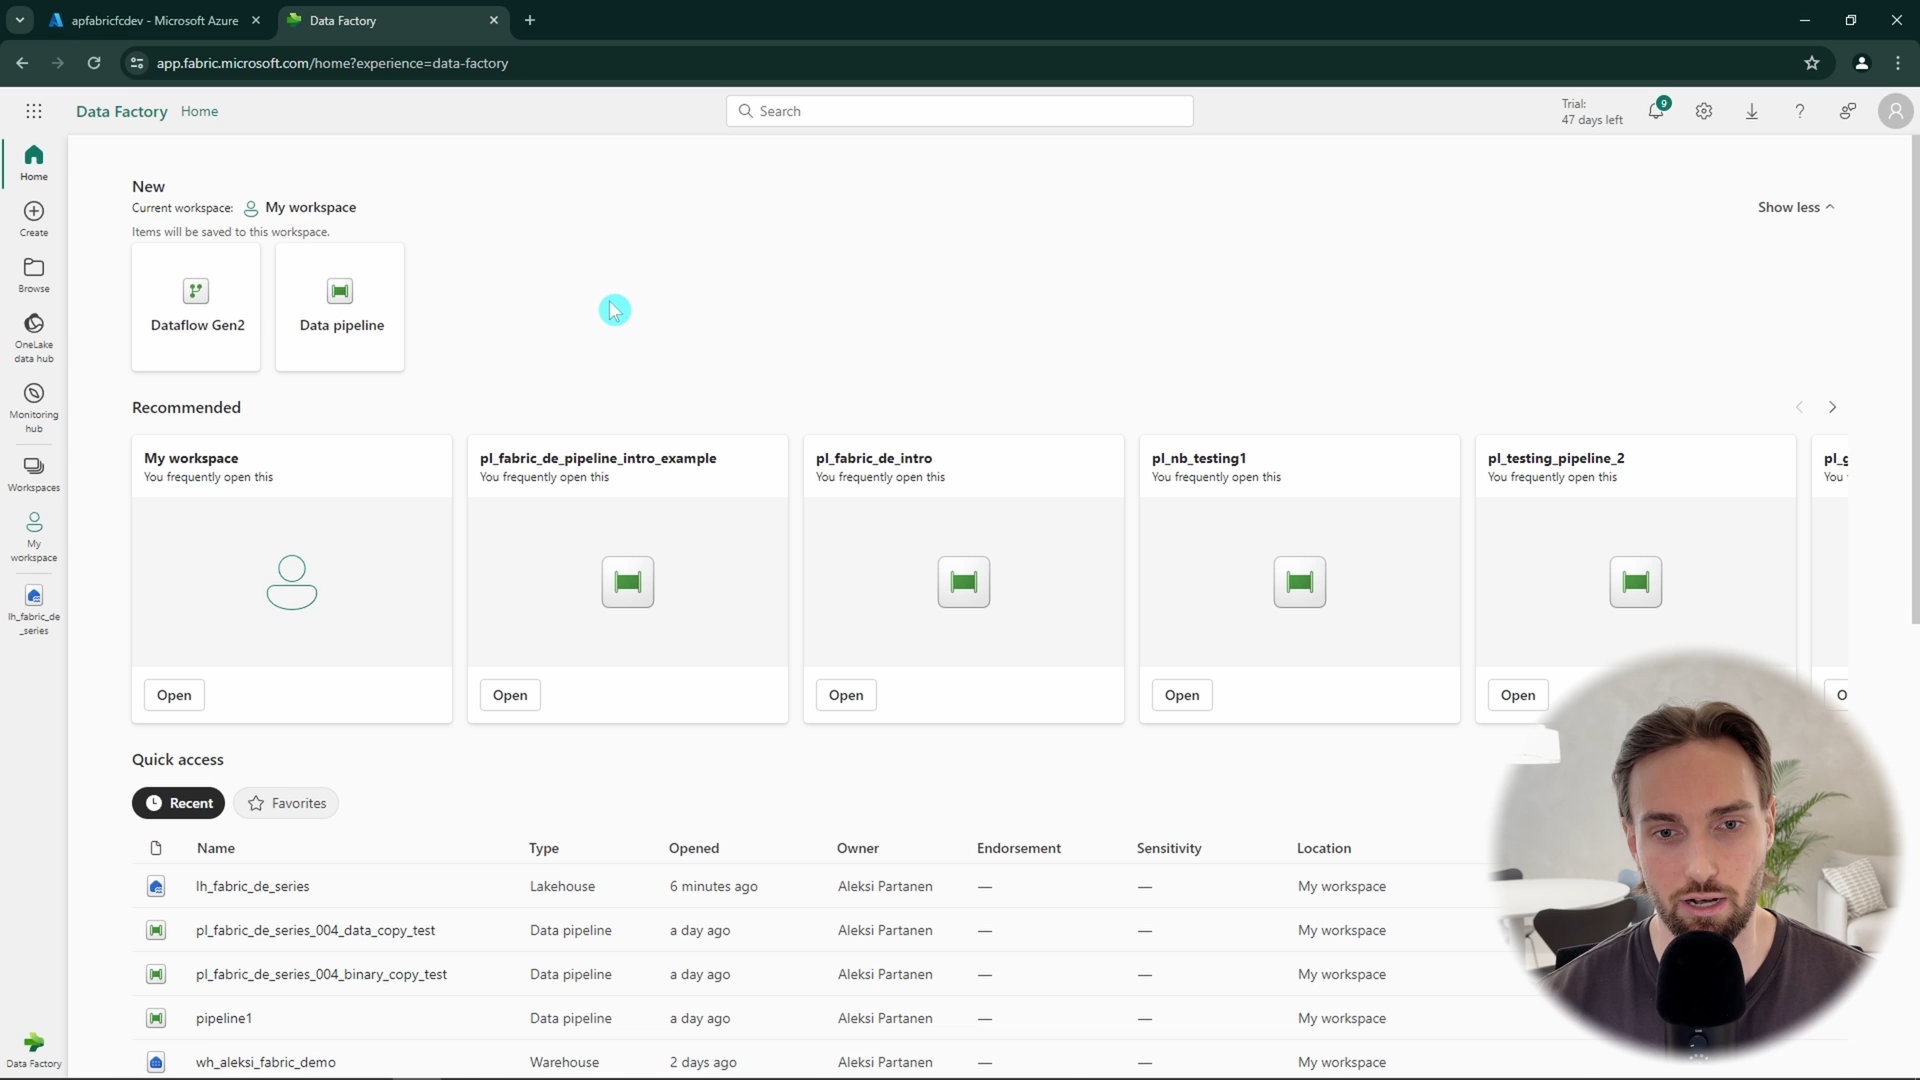 apfabricfcdev - Microsoft Azure
Data Factory
app.fabric.microsoft.com/home?experience=data-factory
Data Factory
Home
Search
Trial:
47 days left
9
Home
Create
Browse
OneLake
data hub
Monitoring
hub
Workspaces
My
workspace
lh_fabric_de
_series
Data Factory
New
Current workspace:
My workspace
Show less
Items will be saved to this workspace.
Dataflow Gen2
Data pipeline
Recommended
My workspace
You frequently open this
Open
pl_fabric_de_pipeline_intro_example
You frequently open this
Open
pl_fabric_de_intro
You frequently open this
Open
pl_nb_testing1
You frequently open this
Open
pl_testing_pipeline_2
You frequently open this
Open
You
Quick access
Recent
Favorites
Name Type Opened Owner Endorsement Sensitivity Location
lh_fabric_de_series Lakehouse 6 minutes ago Aleksi Partanen — — My workspace
pl_fabric_de_series_004_data_copy_test Data pipeline a day ago Aleksi Partanen — — My workspace
pl_fabric_de_series_004_binary_copy_test Data pipeline a day ago Aleksi Partanen — — My workspace
pipeline1 Data pipeline a day ago Aleksi Partanen — — My workspace
wh_aleksi_fabric_demo Warehouse 2 days ago Aleksi Partanen — — My workspace